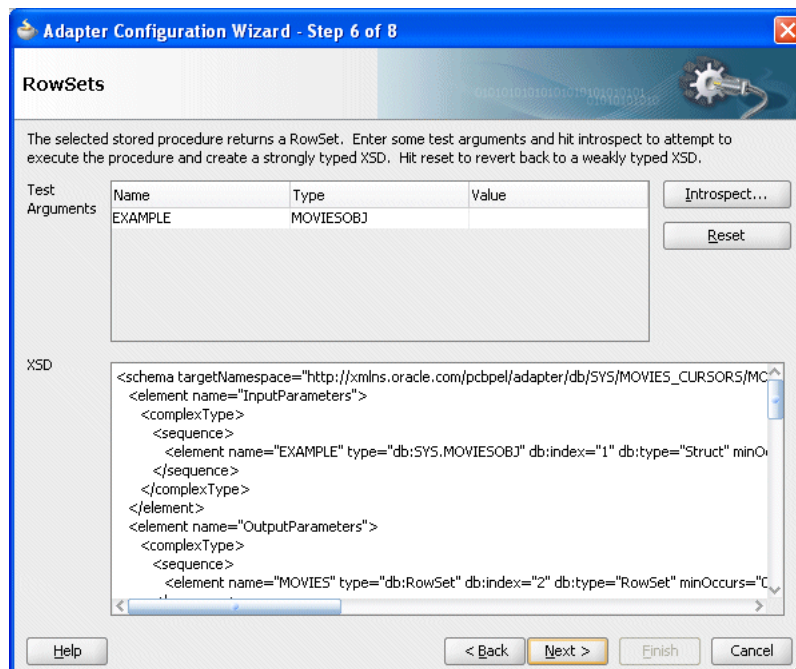 Adapter Configuration Wizard - Step 6 of 8
RowSets
The selected stored procedure returns a RowSet. Enter some test arguments and hit introspect to attempt to
execute the procedure and create a strongly typed XSD. Hit reset to revert back to a weakly typed XSD.
Test
Arguments
Name Type Value
EXAMPLE MOVIESOBJ
Introspect...
Reset
XSD
<schema targetNamespace="http://xmlns.oracle.com/pcbpel/adapter/db/SYS/MOVIES_CURSORS/MO
<element name="InputParameters">
<complexType>
<sequence>
<element name="EXAMPLE" type="db:SYS.MOVIESOBJ" db:index="1" db:type="Struct" minO
</sequence>
</complexType>
</element>
<element name="OutputParameters">
<complexType>
<sequence>
<element name="MOVIES" type="db:RowSet" db:index="2" db:type="RowSet" minOccurs="0
Help < Back Next > Finish Cancel